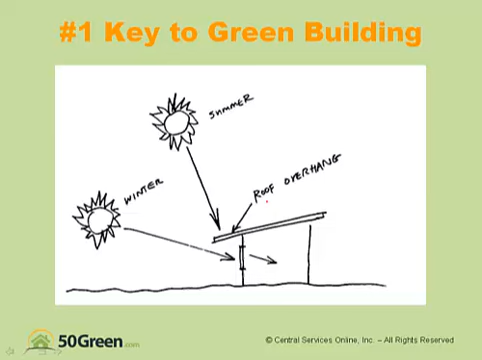 #1 Key to Green Building
SUMMER
WINTER
ROOF OVERHANG
50Green.com
© Central Services Online, Inc. – All Rights Reserved